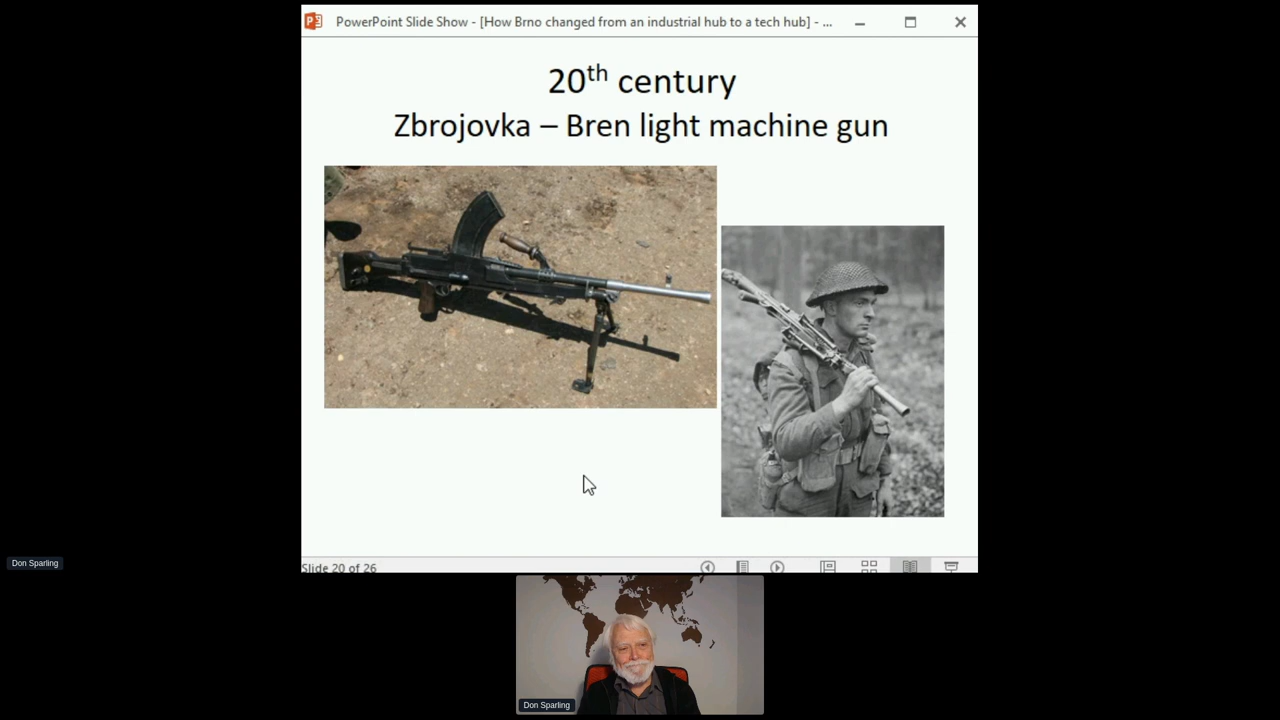 PowerPoint Slide Show - [How Brno changed from an industrial hub to a tech hub] - ...
20th century
Zbrojovka – Bren light machine gun
Don Sparling
Slide 20 of 26
Don Sparling